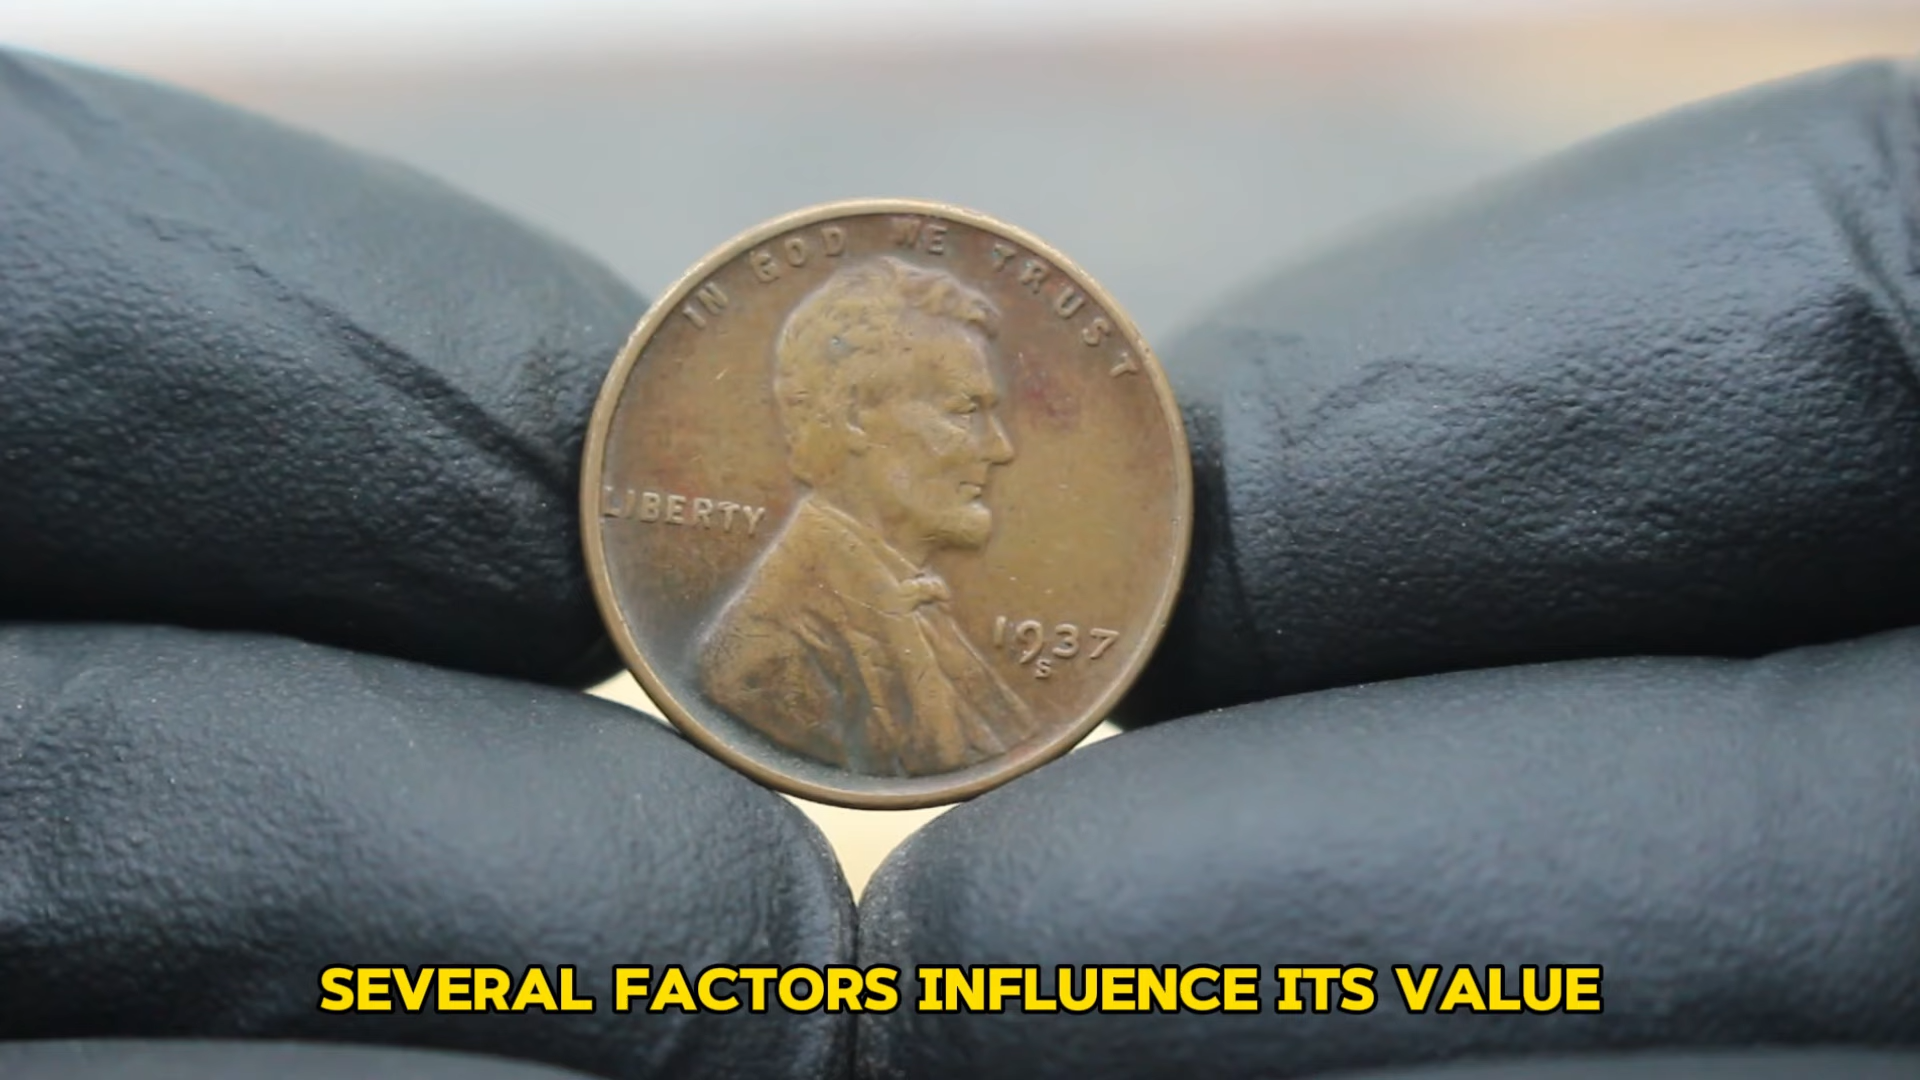 IN GOD WE TRUST
LIBERTY
1937
S
SEVERAL FACTORS INFLUENCE ITS VALUE